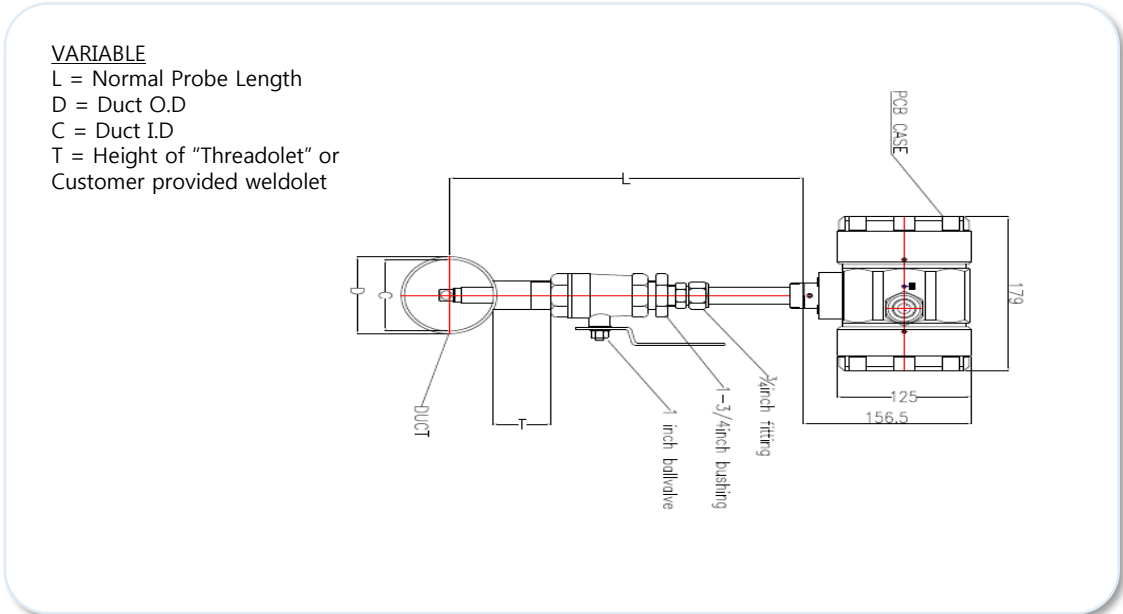 VARIABLE
L = Normal Probe Length
D = Duct O.D
C = Duct I.D
T = Height of "Threadolet" or
Customer provided weldolet
PCB CASE
L
D
C
179
T
DUCT
1 inch ballvalve
1-3/4inch bushing
3/4inch fitting
125
156.5